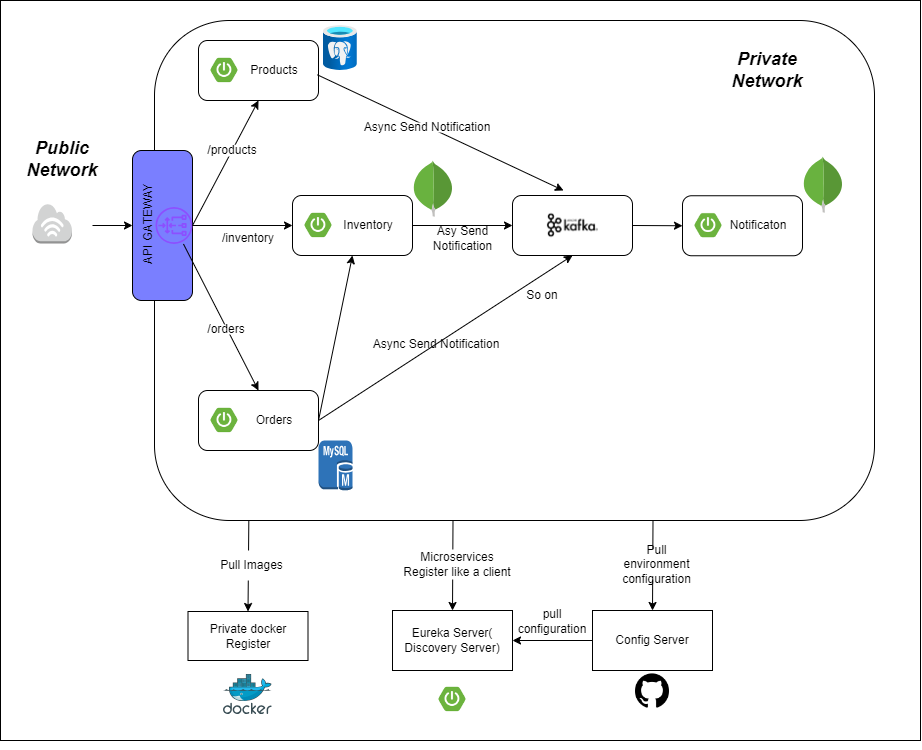 Private
Network
Products
Async Send Notification
/products
Public
Network
API GATEWAY
Inventory
/inventory
Asy Send
Notification
kafka
Notificaton
So on
/orders
Async Send Notification
Orders
MySQL
M
Pull Images
Microservices
Register like a client
Pull
environment
configuration
Private docker
Register
Eureka Server(
Discovery Server)
pull
configuration
Config Server
docker